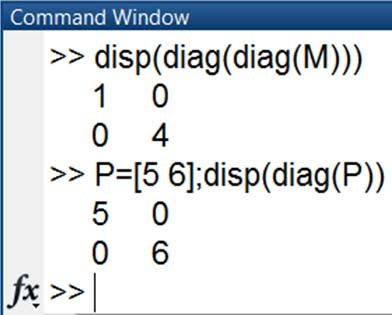 Command Window
>> disp(diag(diag(M)))
1 0
0 4
>> P=[5 6];disp(diag(P))
5 0
0 6
fx >>